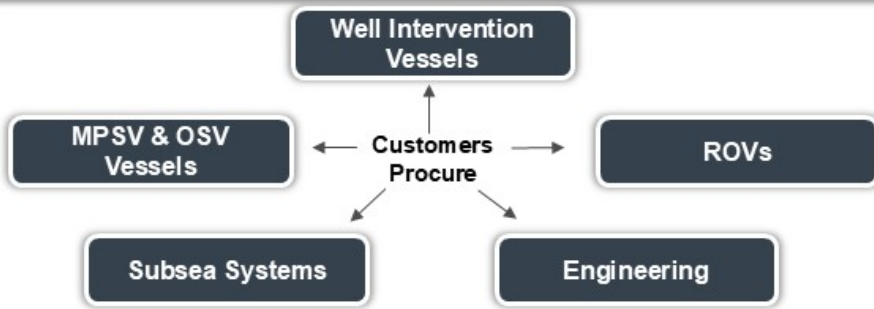 Well Intervention
Vessels
MPSV & OSV
Vessels
Customers
Procure
ROVs
Subsea Systems
Engineering